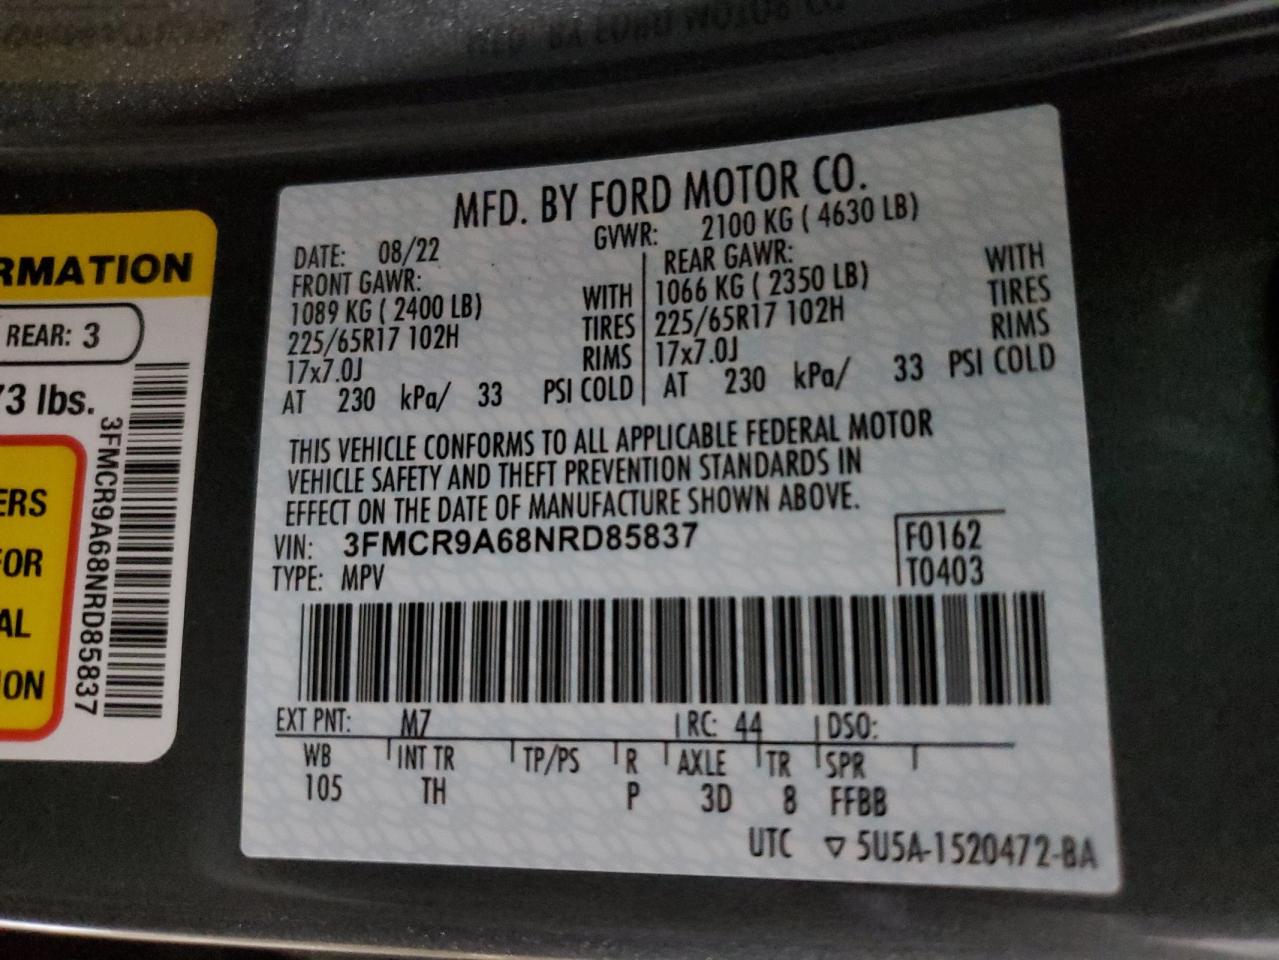 MFD. BY FORD MOTOR CO.
DATE: 08/22 GVWR: 2100 KG ( 4630 LB)
FRONT GAWR: REAR GAWR:
1089 KG ( 2400 LB) WITH 1066 KG ( 2350 LB) WITH
225/65R17 102H TIRES 225/65R17 102H TIRES
17x7.0J RIMS 17x7.0J RIMS
AT 230 kPa/ 33 PSI COLD AT 230 kPa/ 33 PSI COLD
THIS VEHICLE CONFORMS TO ALL APPLICABLE FEDERAL MOTOR
VEHICLE SAFETY AND THEFT PREVENTION STANDARDS IN
EFFECT ON THE DATE OF MANUFACTURE SHOWN ABOVE.
VIN: 3FMCR9A68NRD85837 F0162
TYPE: MPV T0403
EXT PNT: M7 RC: 44 DSO:
WB INT TR TP/PS R AXLE TR SPR
105 TH P 3D 8 FFBB
UTC ▽ 5U5A-1520472-BA
RMATION
REAR: 3
73 lbs.
ERS
FOR
AL
ION
3FMCR9A68NRD85837